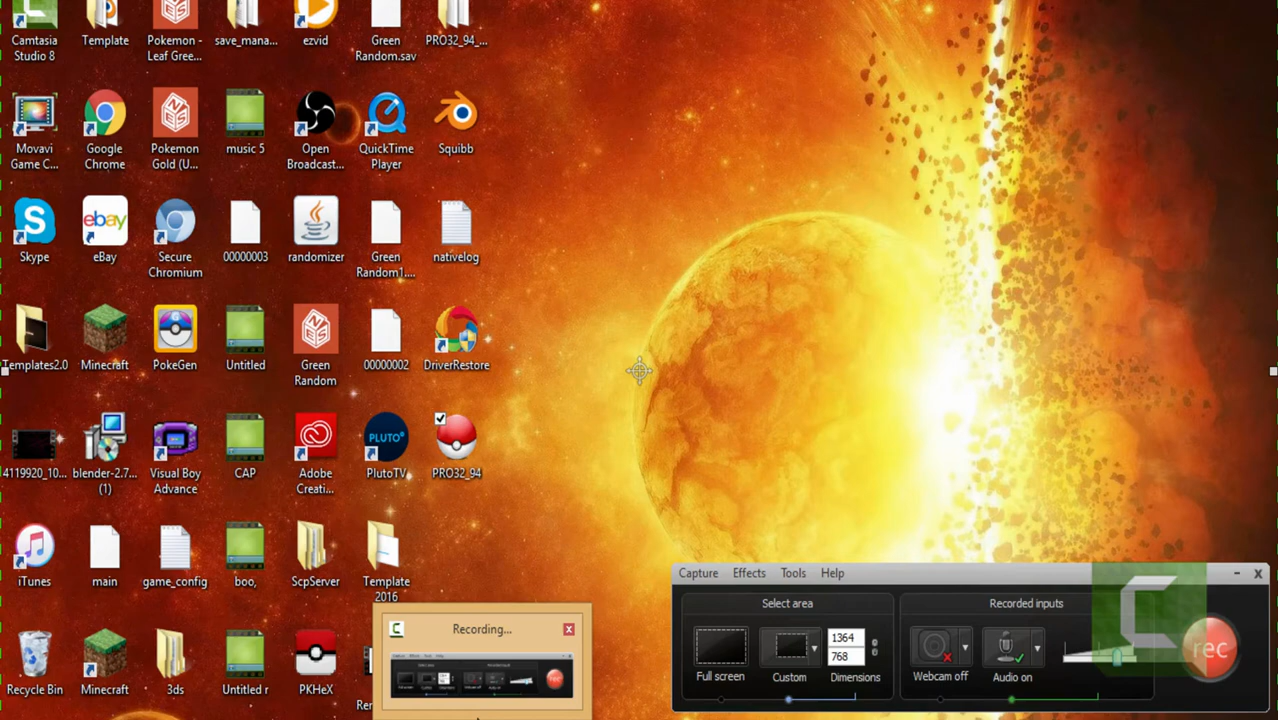 Camtasia
Studio 8
Template
Pokemon -
Leaf Gree...
save_mana...
ezvid
Green
Random.sav
PRO32_94_...
Movavi
Game C...
Google
Chrome
Pokemon
Gold (U...
music 5
Open
Broadcast...
QuickTime
Player
Squibb
Skype
eBay
Secure
Chromium
00000003
randomizer
Green
Random1....
nativelog
Templates2.0
Minecraft
PokeGen
Untitled
Green
Random
00000002
DriverRestore
4119920_10...
blender-2.7...
(1)
Visual Boy
Advance
CAP
Adobe
Creati...
PLUTO
PlutoTV
PRO32_94
iTunes
main
game_config
boo,
ScpServer
Template
2016
Recycle Bin
Minecraft
3ds
Untitled r
PKHeX
Recording...
Capture Effects Tools Help
Select area
Recorded inputs
1364
768
rec
Full screen
Custom
Dimensions
Webcam off
Audio on